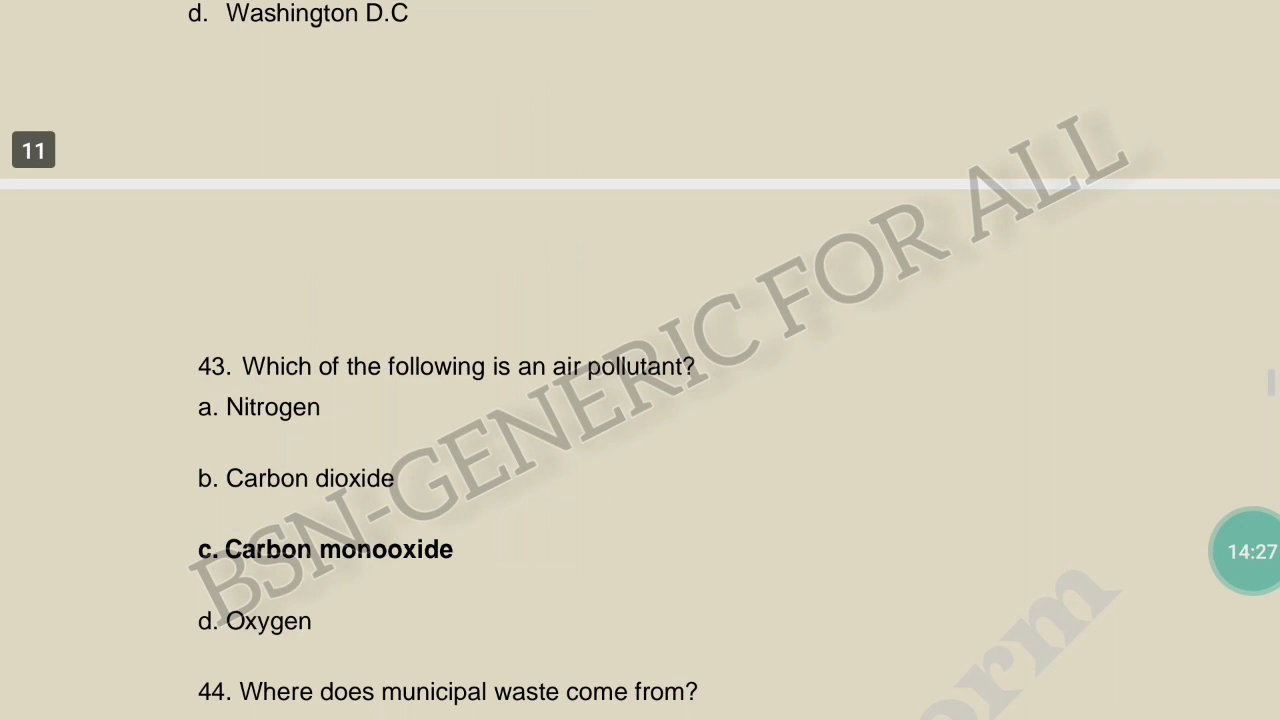 d. Washington D.C
11
BSN-GENERIC FOR ALL
43. Which of the following is an air pollutant?
a. Nitrogen
b. Carbon dioxide
c. Carbon monooxide
14:27
d. Oxygen
44. Where does municipal waste come from?